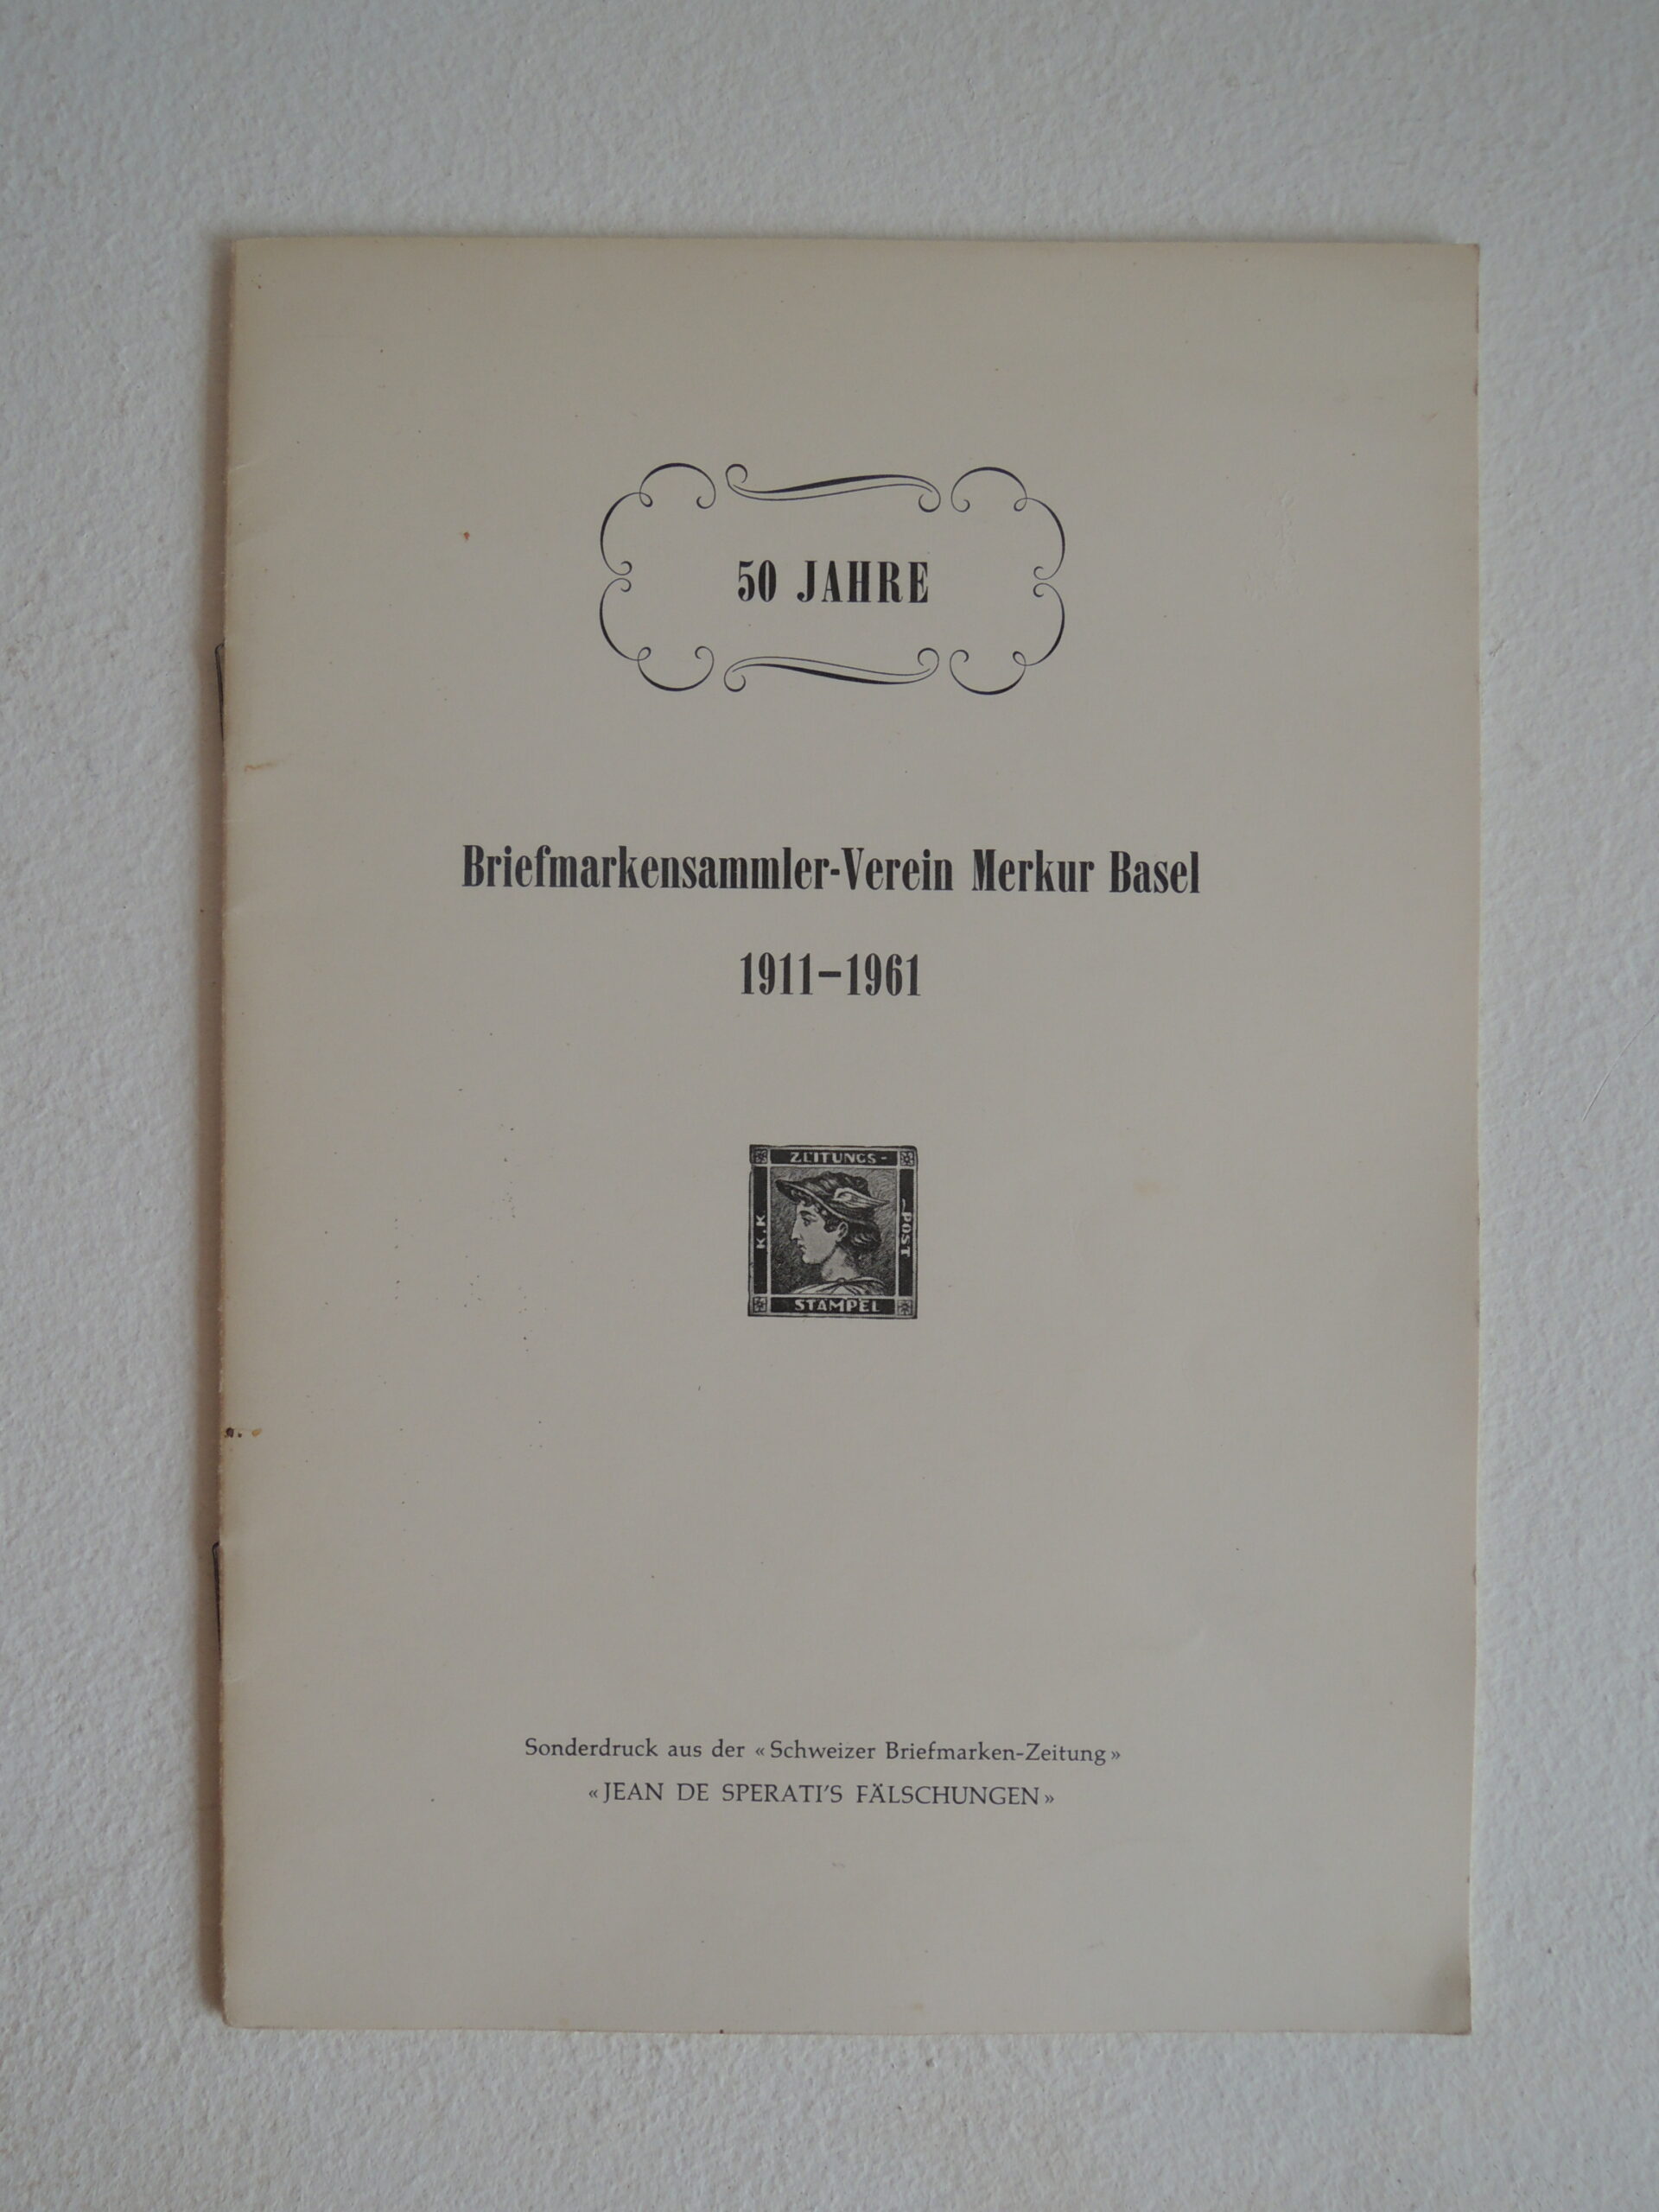 50 JAHRE
Briefmarkensammler-Verein Merkur Basel
1911–1961
ZEITUNGS-
K.K.
POST
STAMPEL
Sonderdruck aus der «Schweizer Briefmarken-Zeitung»
«JEAN DE SPERATI'S FÄLSCHUNGEN»